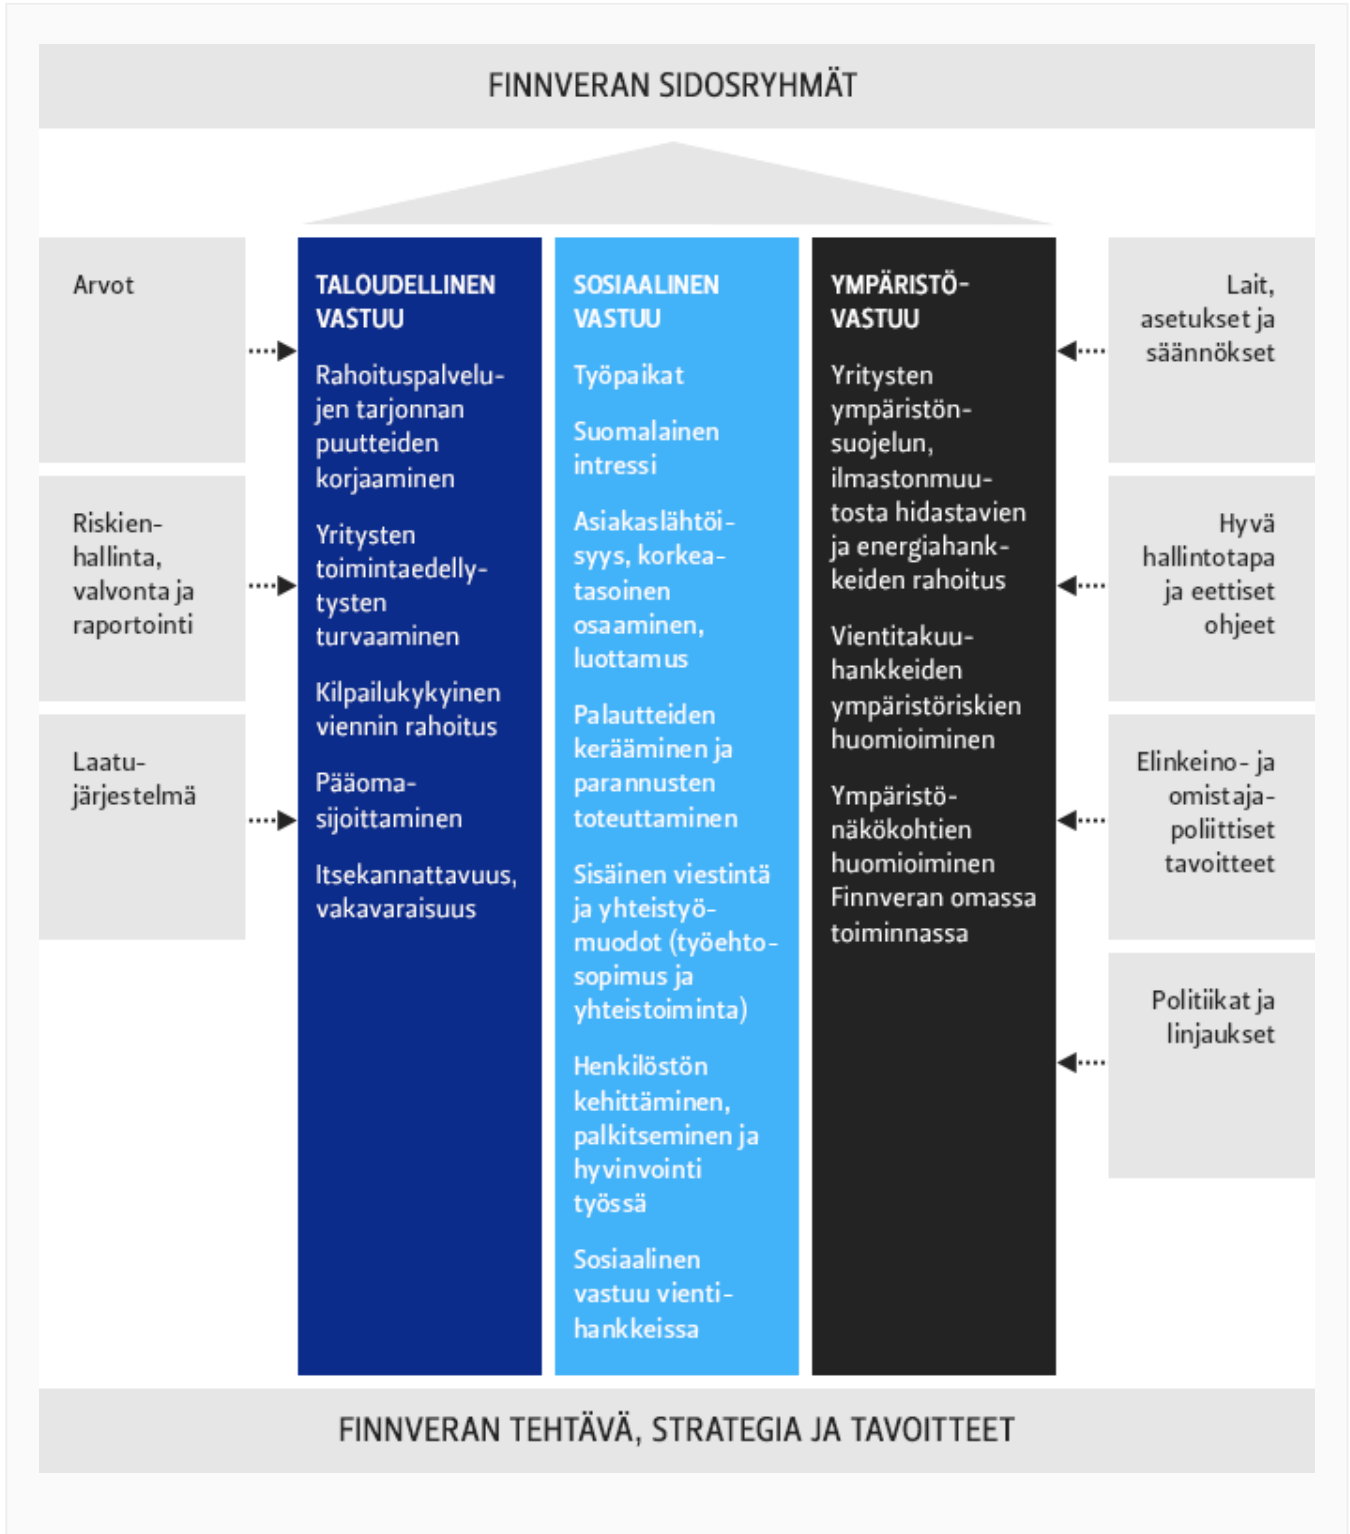 FINNVERAN SIDOSRYHMÄT
Arvot
Riskien-
hallinta,
valvonta ja
raportointi
Laatu-
järjestelmä
TALOUDELLINEN
VASTUU
Rahoituspalvelu-
jen tarjonnan
puutteiden
korjaaminen
Yritysten
toimintaedelly-
tysten
turvaaminen
Kilpailukykyinen
viennin rahoitus
Pääoma-
sijoittaminen
Itsekannattavuus,
vakavaraisuus
SOSIAALINEN
VASTUU
Työpaikat
Suomalainen
intressi
Asiakaslähtöi-
syys, korkea-
tasoinen
osaaminen,
luottamus
Palautteiden
kerääminen ja
parannusten
toteuttaminen
Sisäinen viestintä
ja yhteistyö-
muodot (työehto-
sopimus ja
yhteistoiminta)
Henkilöstön
kehittäminen,
palkitseminen ja
hyvinvointi
työssä
Sosiaalinen
vastuu vienti-
hankkeissa
YMPÄRISTÖ-
VASTUU
Yritysten
ympäristön-
suojelun,
ilmastonmuu-
tosta hidastavien
ja energiahank-
keiden rahoitus
Vientitakuu-
hankkeiden
ympäristöriskien
huomioiminen
Ympäristö-
näkökohtien
huomioiminen
Finnveran omassa
toiminnassa
Lait,
asetukset ja
säännökset
Hyvä
hallintotapa
ja eettiset
ohjeet
Elinkeino- ja
omistaja-
poliittiset
tavoitteet
Politiikat ja
linjaukset
FINNVERAN TEHTÄVÄ, STRATEGIA JA TAVOITTEET